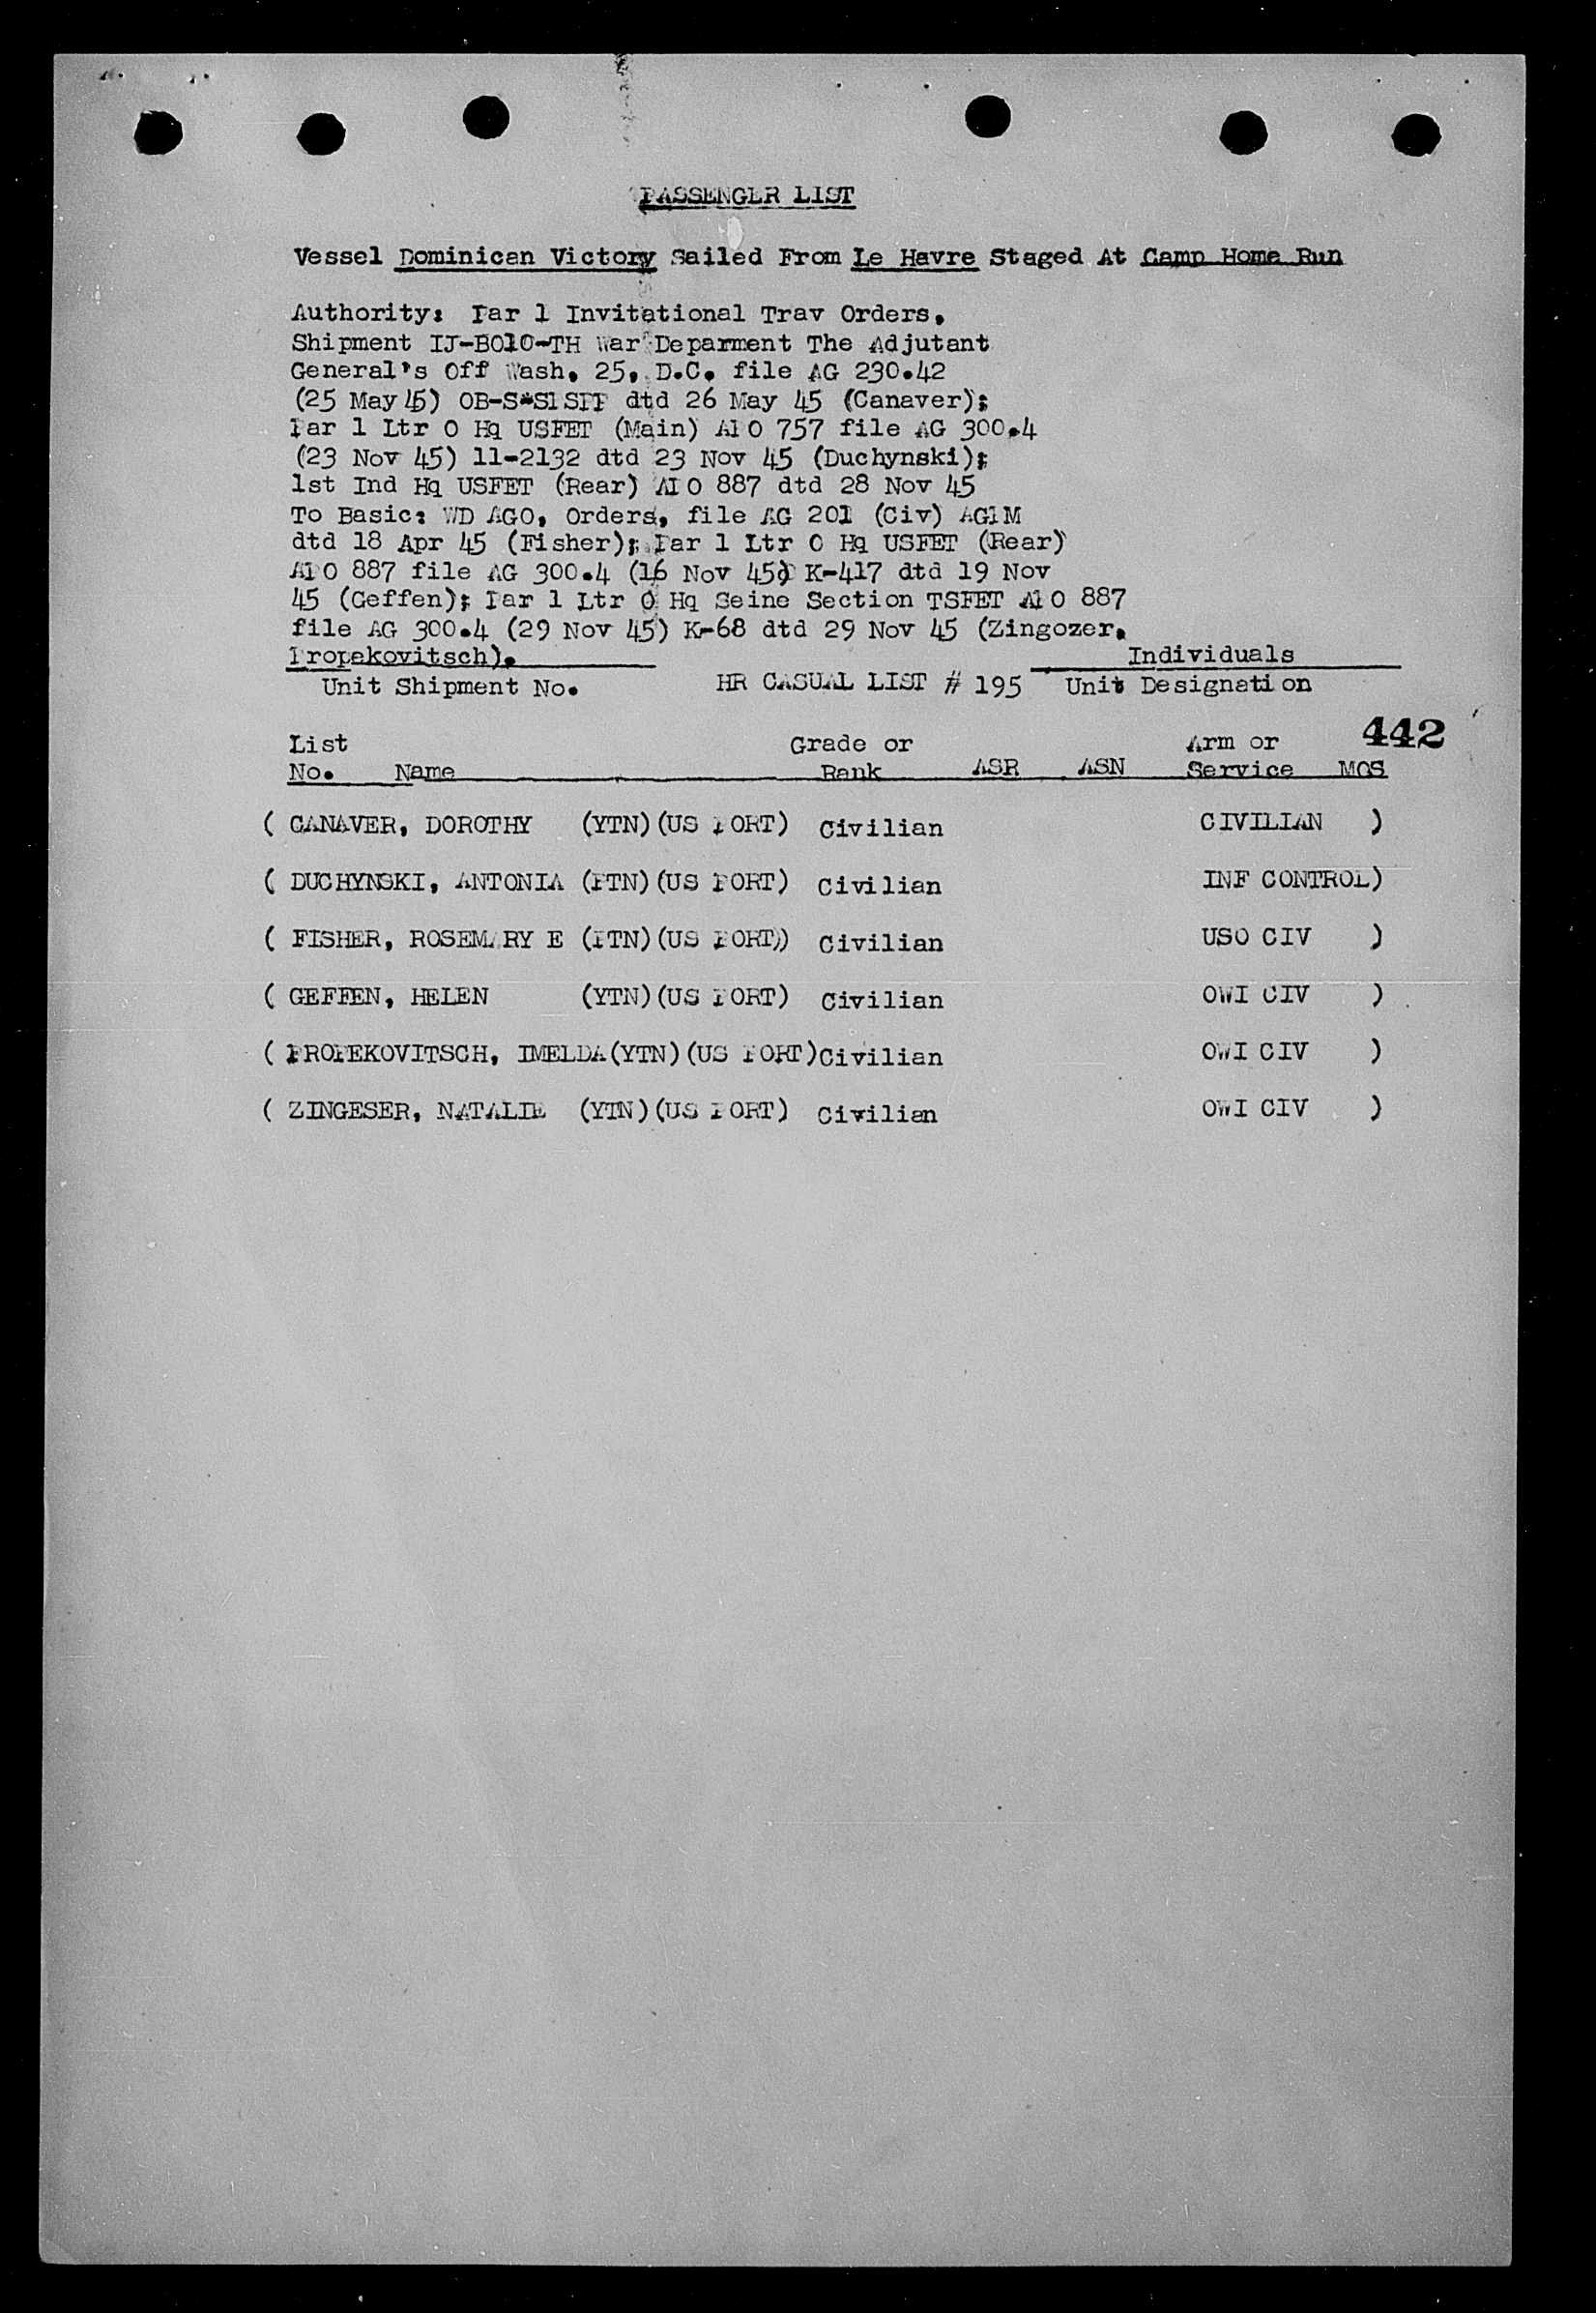 PASSENGER LIST
Vessel Dominican Victory Sailed From Le Havre Staged At Camp Home Run
Authority: Par 1 Invitational Trav Orders,
Shipment IJ-B010-TH War Deparment The Adjutant
General's Off Wash, 25, D.C. file AG 230.42
(25 May 45) OB-S*S1SPP dtd 26 May 45 (Canaver);
Par 1 Ltr O Hq USFET (Main) APO 757 file AG 300.4
(23 Nov 45) 11-2132 dtd 23 Nov 45 (Duchynski);
1st Ind Hq USFET (Rear) APO 887 dtd 28 Nov 45
To Basic: WD AGO, Orders, file AG 201 (Civ) AGPM
dtd 18 Apr 45 (Fisher); Par 1 Ltr O Hq USFET (Rear)
APO 887 file AG 300.4 (16 Nov 45) K-417 dtd 19 Nov
45 (Geffen); Par 1 Ltr O Hq Seine Section TSFET APO 887
file AG 300.4 (29 Nov 45) K-68 dtd 29 Nov 45 (Zingozer,
Propekovitsch). Individuals
Unit Shipment No. HR CASUAL LIST # 195 Unit Designation
442
List Grade or Arm or
No. Name Rank ASR ASN Service MOS
( CANAVER, DOROTHY (YTN)(US PORT) Civilian CIVILIAN )
( DUCHYNSKI, ANTONIA (PTN)(US PORT) Civilian INF CONTROL)
( FISHER, ROSEMARY E (PTN)(US PORT) Civilian USO CIV )
( GEFFEN, HELEN (YTN)(US PORT) Civilian OWI CIV )
( PROPEKOVITSCH, IMELDA(YTN)(US PORT)Civilian OWI CIV )
( ZINGESER, NATALIE (YTN)(US PORT) Civilian OWI CIV )